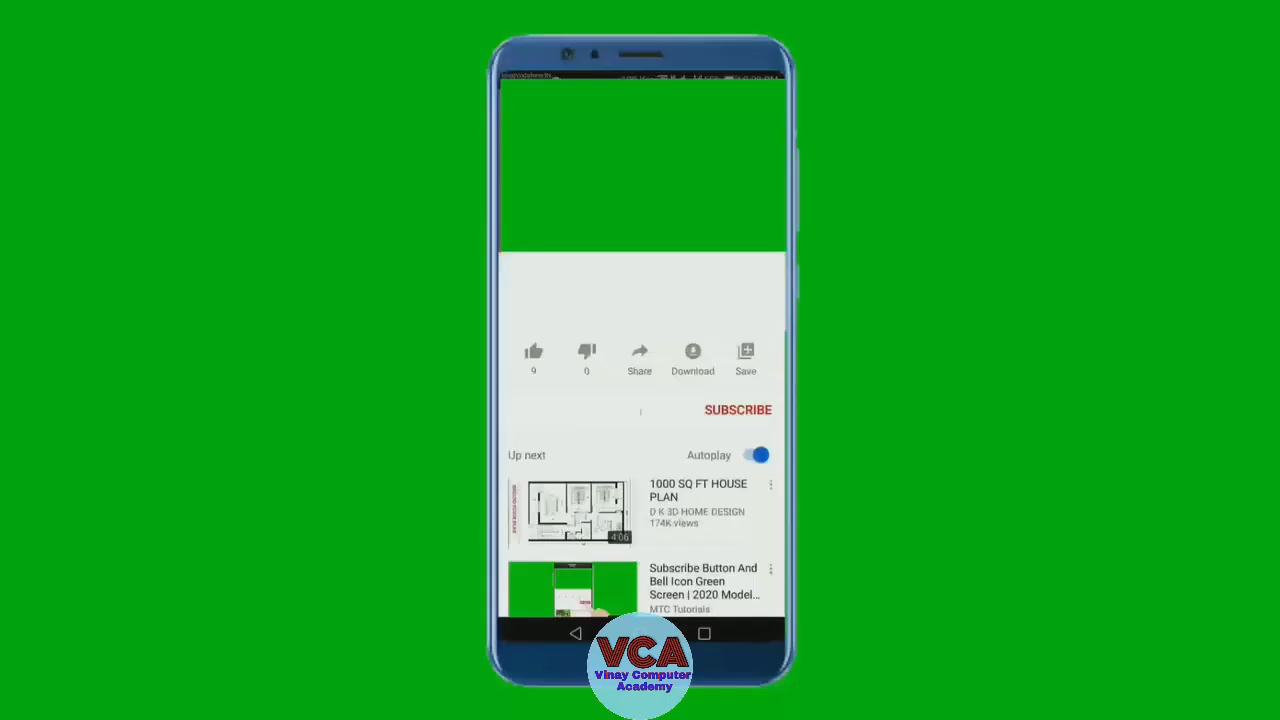 9
0
Share
Download
Save
SUBSCRIBE
Up next
Autoplay
1000 SQ FT HOUSE
PLAN
D K 3D HOME DESIGN
174K views
4:06
Subscribe Button And
Bell Icon Green
Screen | 2020 Model...
MTC Tutorials
VCA
Vinay Computer
Academy